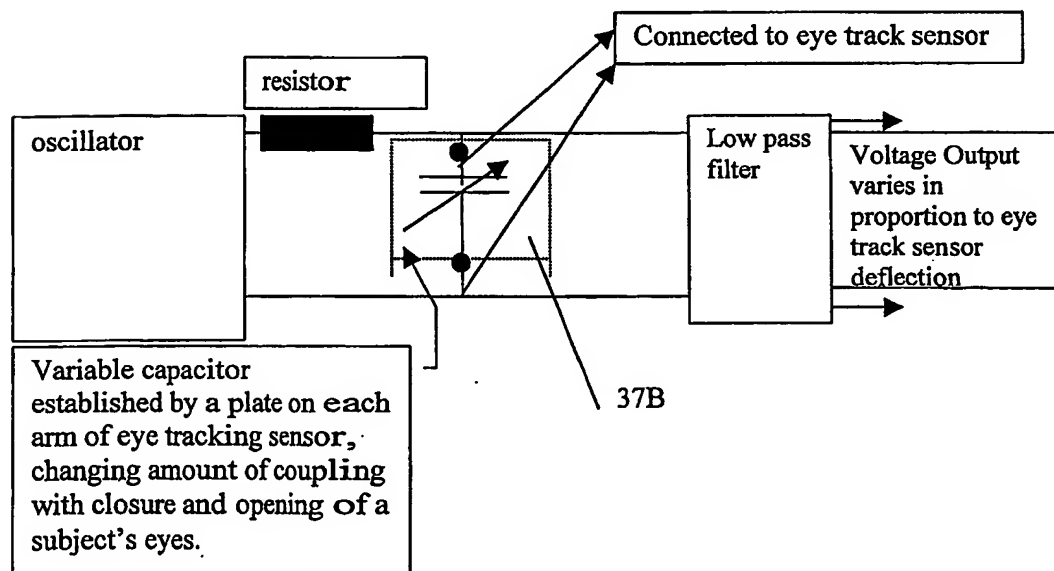 Connected to eye track sensor
resistor
oscillator
Low pass
filter
Voltage Output
varies in
proportion to eye
track sensor
deflection
Variable capacitor
established by a plate on each
arm of eye tracking sensor,
changing amount of coupling
with closure and opening of a
subject's eyes.
37B